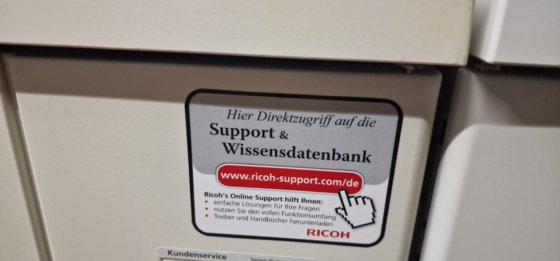 Hier Direktzugriff auf die
Support &
Wissensdatenbank
www.ricoh-support.com/de
Ricoh's Online Support hilft Ihnen:
• einfache Lösungen für Ihre Fragen
• nutzen Sie den vollen Funktionsumfang
• Treiber und Handbücher herunterladen
RICOH
Kundenservice